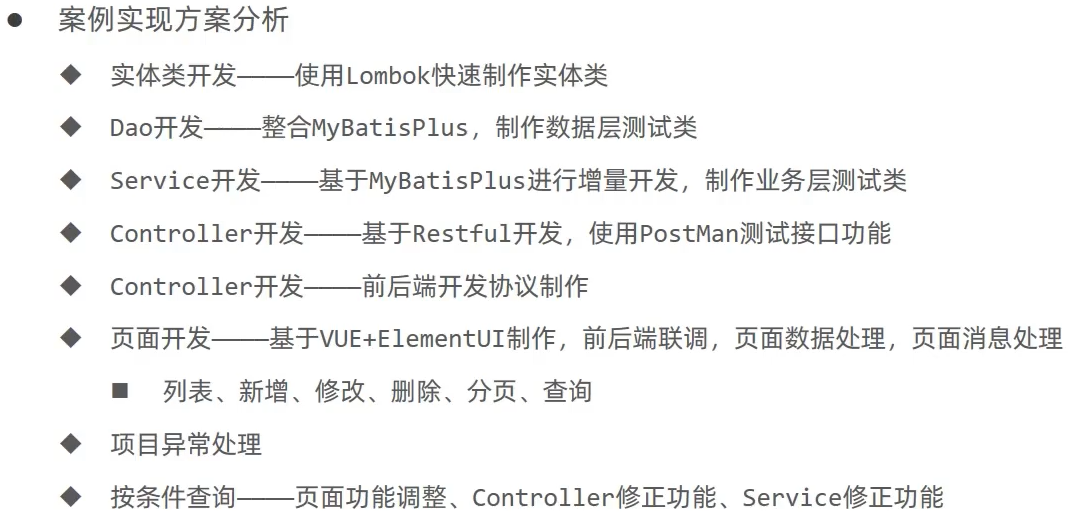 案例实现方案分析
实体类开发————使用Lombok快速制作实体类
Dao开发————整合MyBatisPlus，制作数据层测试类
Service开发————基于MyBatisPlus进行增量开发，制作业务层测试类
Controller开发————基于Restful开发，使用PostMan测试接口功能
Controller开发————前后端开发协议制作
页面开发————基于VUE+ElementUI制作，前后端联调，页面数据处理，页面消息处理
列表、新增、修改、删除、分页、查询
项目异常处理
按条件查询————页面功能调整、Controller修正功能、Service修正功能